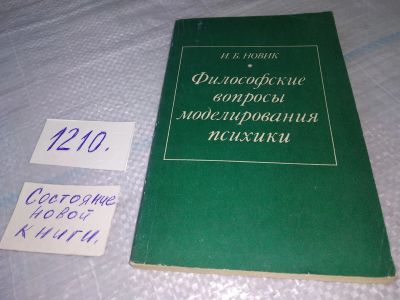 И. Б. НОВИК
Философские
вопросы
моделирования
психики
1210.
Состояние
новой
книги.